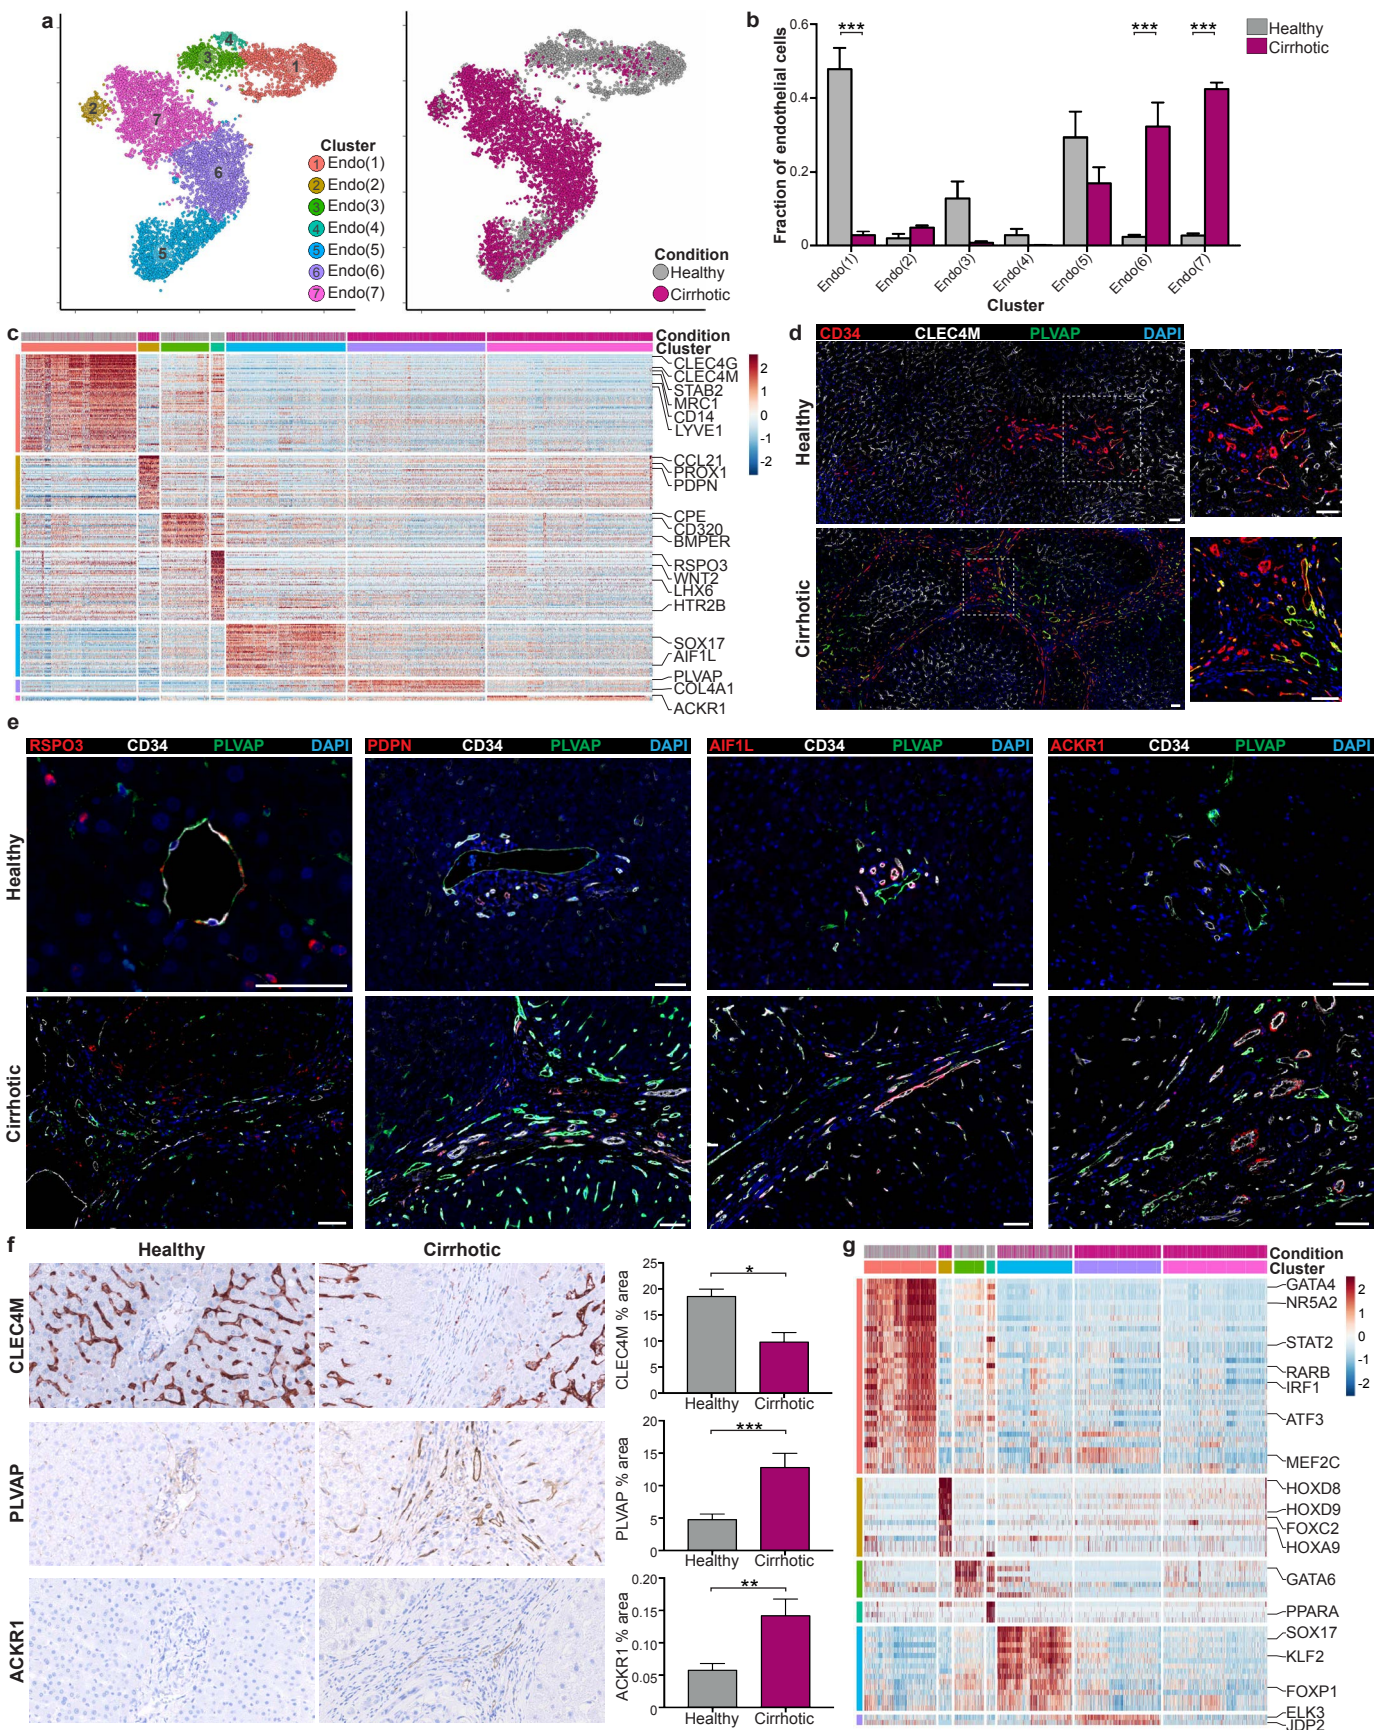 a
1
2
3
4
5
6
7
Cluster
1 Endo(1)
2 Endo(2)
3 Endo(3)
4 Endo(4)
5 Endo(5)
6 Endo(6)
7 Endo(7)
Condition
Healthy
Cirrhotic
b
Fraction of endothelial cells
0.6
0.4
0.2
0
***
***
***
Healthy
Cirrhotic
Endo(1)
Endo(2)
Endo(3)
Endo(4)
Endo(5)
Endo(6)
Endo(7)
Cluster
c
Condition
Cluster
CLEC4G
CLEC4M
STAB2
MRC1
CD14
LYVE1
CCL21
PROX1
PDPN
CPE
CD320
BMPER
RSPO3
WNT2
LHX6
HTR2B
SOX17
AIF1L
PLVAP
COL4A1
ACKR1
2
1
0
-1
-2
d
CD34 CLEC4M PLVAP DAPI
Healthy
Cirrhotic
e
RSPO3 CD34 PLVAP DAPI
PDPN CD34 PLVAP DAPI
AIF1L CD34 PLVAP DAPI
ACKR1 CD34 PLVAP DAPI
Healthy
Cirrhotic
f
Healthy
Cirrhotic
CLEC4M
PLVAP
ACKR1
CLEC4M % area
25
20
15
10
5
0
*
Healthy Cirrhotic
PLVAP % area
20
15
10
5
0
***
Healthy Cirrhotic
ACKR1 % area
0.20
0.15
0.10
0.05
0
**
Healthy Cirrhotic
g
Condition
Cluster
GATA4
NR5A2
STAT2
RARB
IRF1
ATF3
MEF2C
HOXD8
HOXD9
FOXC2
HOXA9
GATA6
PPARA
SOX17
KLF2
FOXP1
ELK3
JDP2
2
1
0
-1
-2